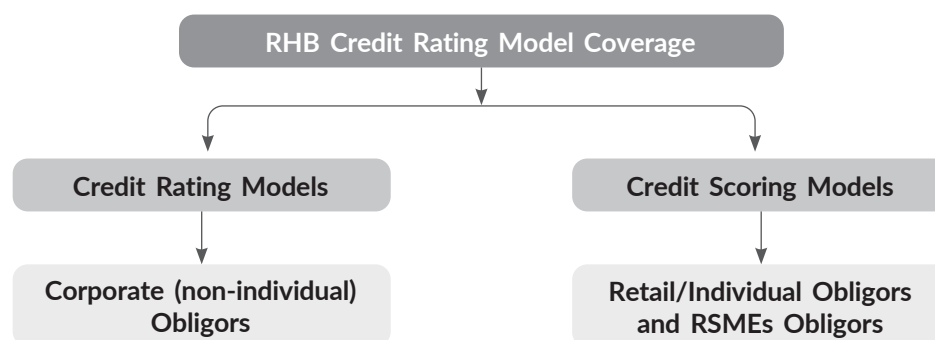 RHB Credit Rating Model Coverage
Credit Rating Models
Credit Scoring Models
Corporate (non-individual)
Obligors
Retail/Individual Obligors
and RSMEs Obligors